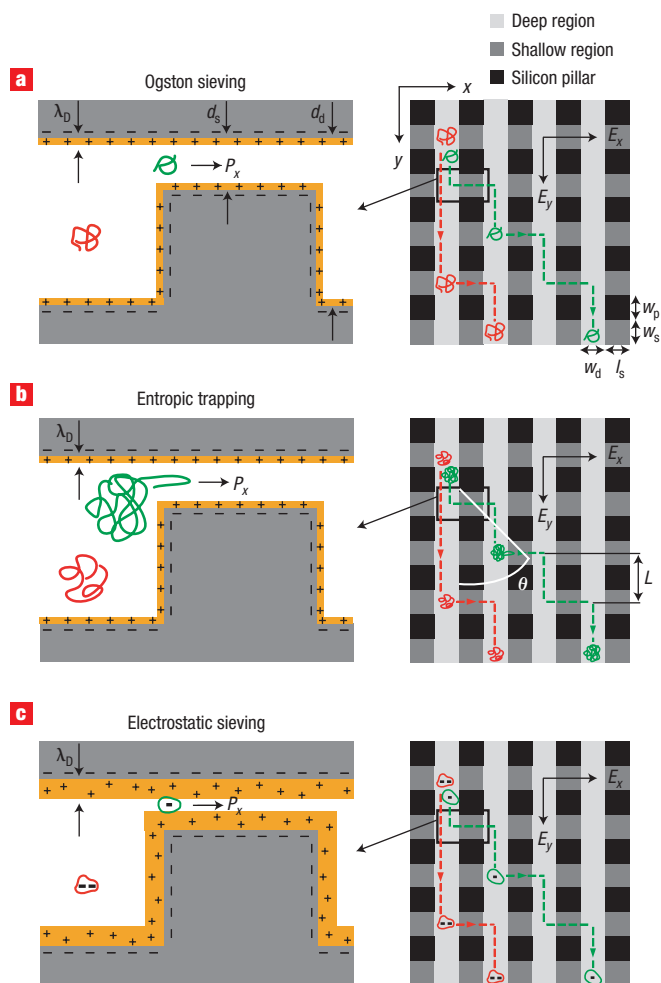 Deep region
Shallow region
Silicon pillar
a
Ogston sieving
λD
ds
dd
Px
x
y
Ex
Ey
wp
ws
wd
ls
b
Entropic trapping
λD
Px
Ex
Ey
L
θ
c
Electrostatic sieving
λD
Px
Ex
Ey